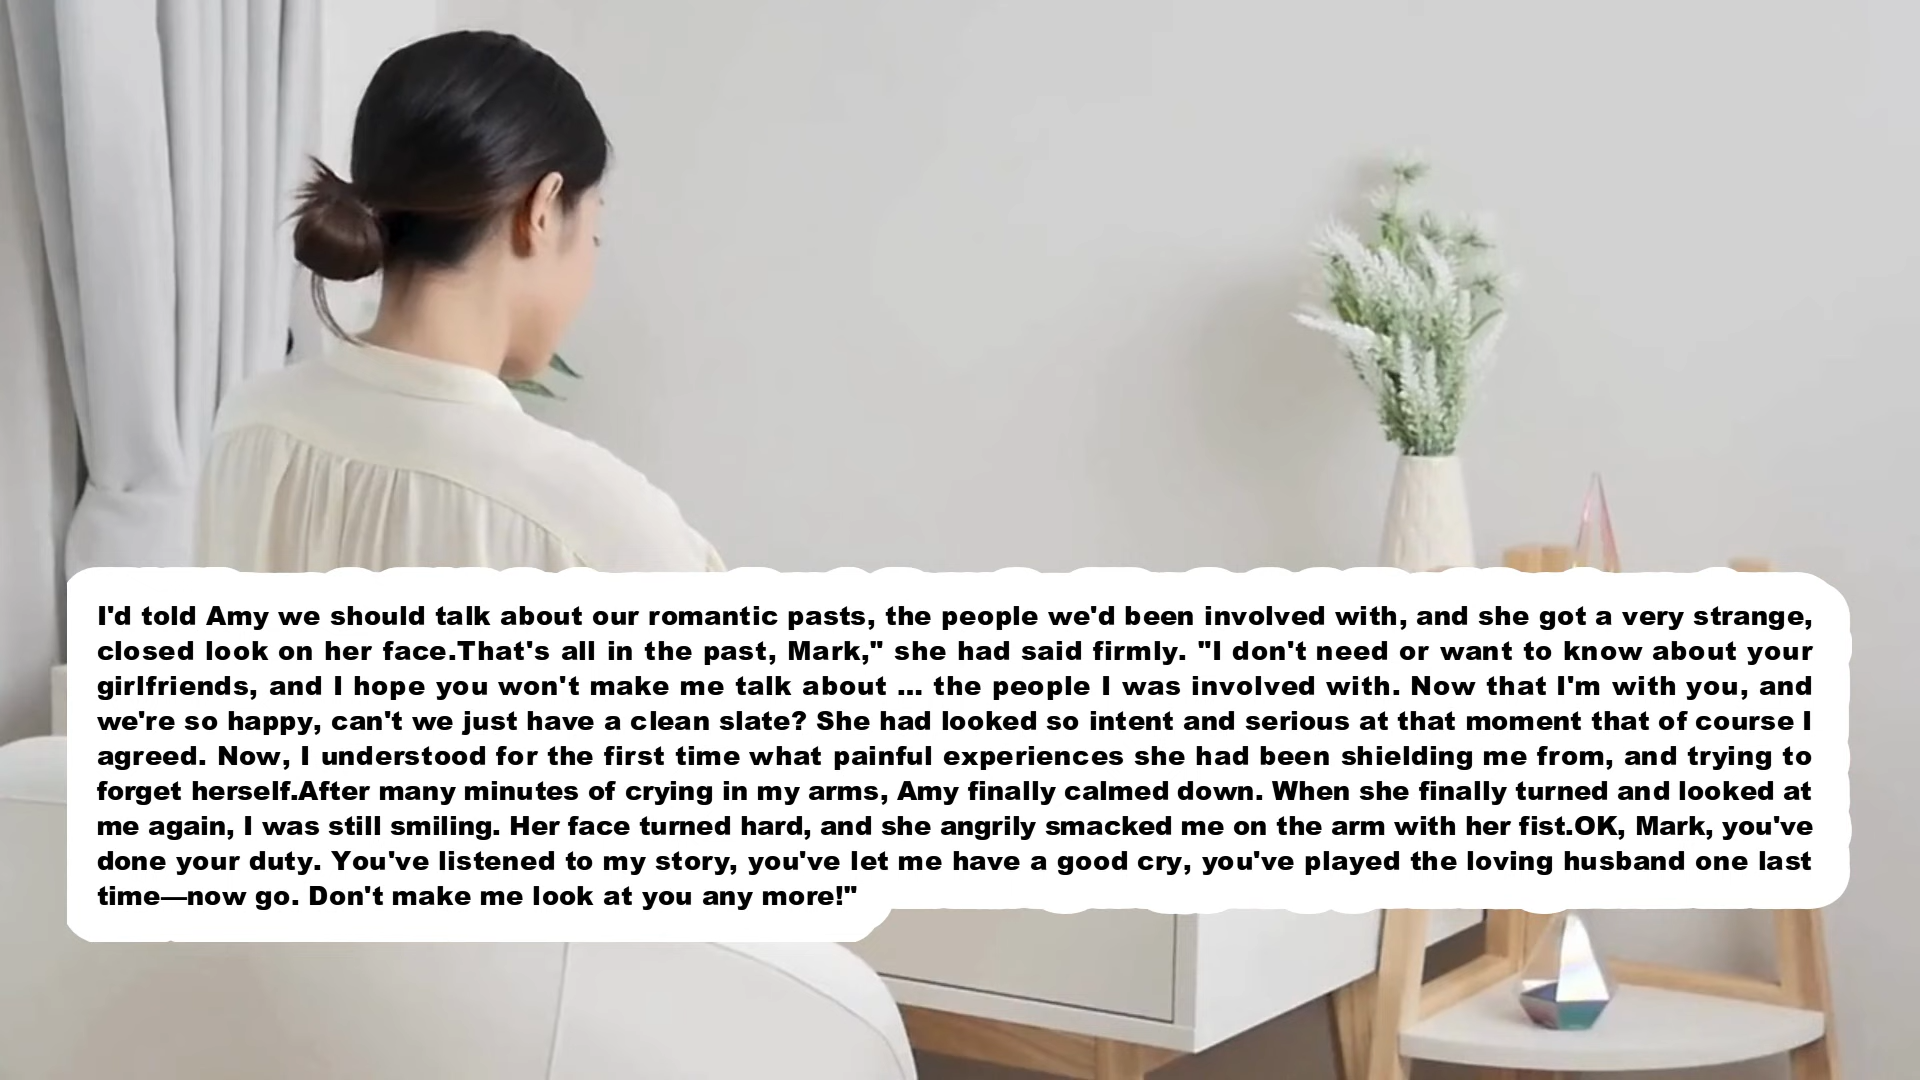 I'd told Amy we should talk about our romantic pasts, the people we'd been involved with, and she got a very strange,
closed look on her face.That's all in the past, Mark," she had said firmly. "I don't need or want to know about your
girlfriends, and I hope you won't make me talk about ... the people I was involved with. Now that I'm with you, and
we're so happy, can't we just have a clean slate? She had looked so intent and serious at that moment that of course I
agreed. Now, I understood for the first time what painful experiences she had been shielding me from, and trying to
forget herself.After many minutes of crying in my arms, Amy finally calmed down. When she finally turned and looked at
me again, I was still smiling. Her face turned hard, and she angrily smacked me on the arm with her fist.OK, Mark, you've
done your duty. You've listened to my story, you've let me have a good cry, you've played the loving husband one last
time—now go. Don't make me look at you any more!"